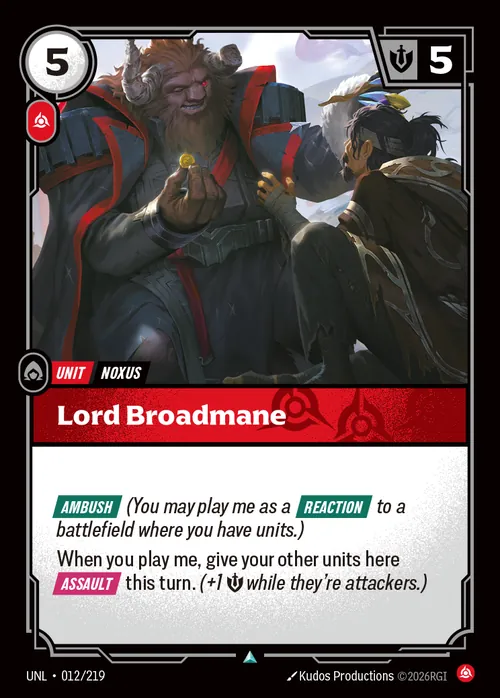 5
5
UNIT NOXUS
Lord Broadmane
AMBUSH (You may play me as a REACTION to a
battlefield where you have units.)
When you play me, give your other units here
ASSAULT this turn. (+1 while they're attackers.)
UNL • 012/219
Kudos Productions ©2026RGI